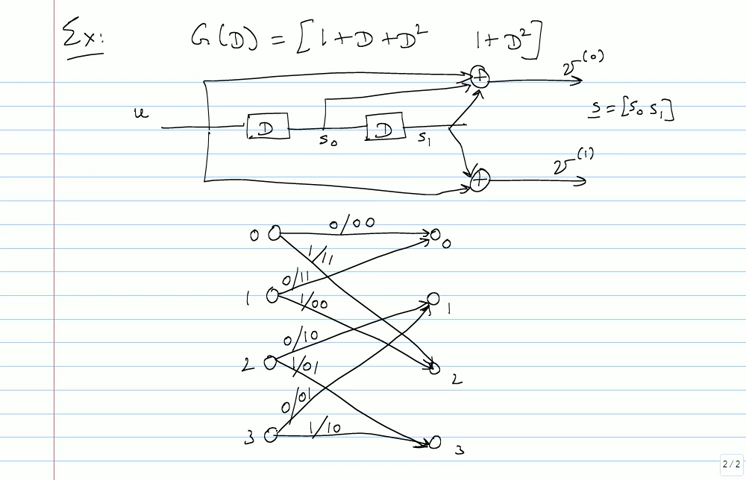 Ex: G(D) = [1+D+D² 1+D²]
v⁽⁰⁾
u D s₀ D s₁ s = [s₀ s₁]
v⁽¹⁾
0 0/00 0
1/11
0/11
1 1/00 1
0/10
2 1/01 2
0/01
3 1/10 3
2 / 2